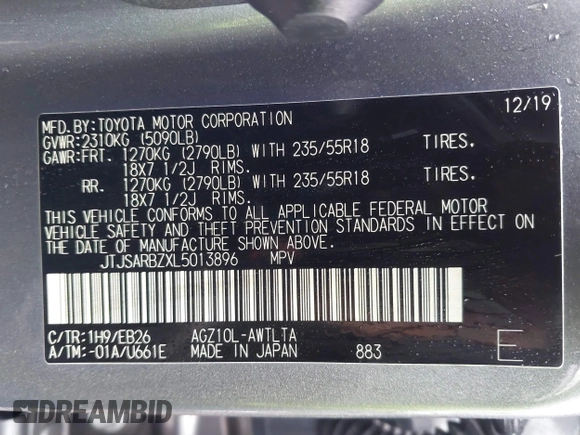 MFD.BY:TOYOTA MOTOR CORPORATION 12/19
GVWR:2310KG (5090LB)
GAWR:FRT. 1270KG (2790LB) WITH 235/55R18 TIRES.
18X7 1/2J RIMS.
RR. 1270KG (2790LB) WITH 235/55R18 TIRES.
18X7 1/2J RIMS.
THIS VEHICLE CONFORMS TO ALL APPLICABLE FEDERAL MOTOR
VEHICLE SAFETY AND THEFT PREVENTION STANDARDS IN EFFECT ON
THE DATE OF MANUFACTURE SHOWN ABOVE.
JTJSARBZXL5013896 MPV
C/TR:1H9/EB26 AGZ10L-AWTLTA
A/TM:-01A/U661E MADE IN JAPAN 883 E
DREAMBID